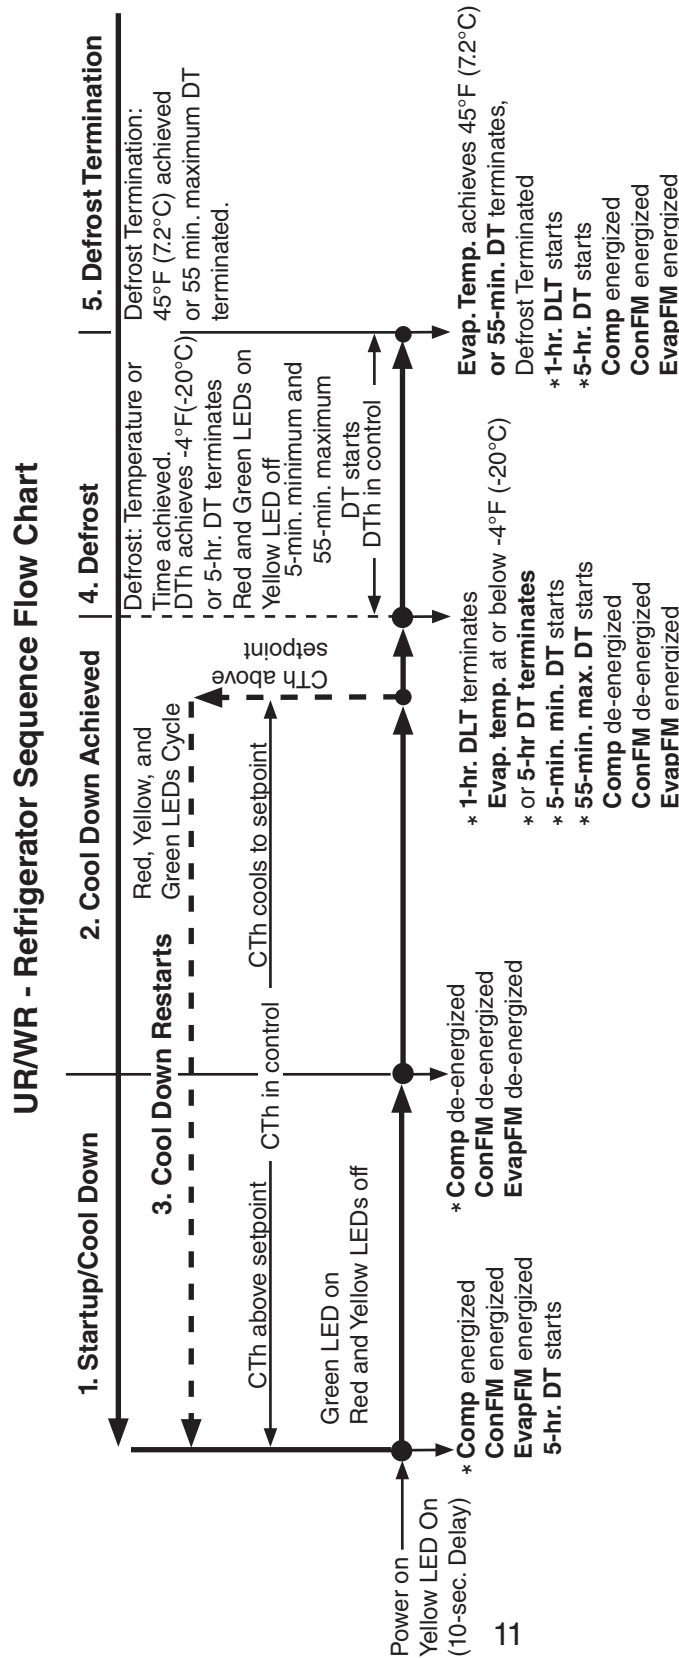 UR/WR - Refrigerator Sequence Flow Chart
1. Startup/Cool Down
2. Cool Down Achieved
4. Defrost
5. Defrost Termination
3. Cool Down Restarts
Red, Yellow, and
Green LEDs Cycle
CTh above
setpoint
CTh above setpoint
CTh in control
CTh cools to setpoint
Green LED on
Red and Yellow LEDs off
Defrost: Temperature or
Time achieved.
DTh achieves -4°F(-20°C)
or 5-hr. DT terminates
Red and Green LEDs on
Yellow LED off
5-min. minimum and
55-min. maximum
DT starts
DTh in control
Defrost Termination:
45°F (7.2°C) achieved
or 55 min. maximum DT
terminated.
Power on
Yellow LED On
(10-sec. Delay)
*Comp energized
ConFM energized
EvapFM energized
5-hr. DT starts
*Comp de-energized
ConFM de-energized
EvapFM de-energized
* 1-hr. DLT terminates
Evap. temp. at or below -4°F (-20°C)
* or 5-hr DT terminates
* 5-min. min. DT starts
* 55-min. max. DT starts
Comp de-energized
ConFM de-energized
EvapFM energized
Evap. Temp. achieves 45°F (7.2°C)
or 55-min. DT terminates,
Defrost Terminated
*1-hr. DLT starts
*5-hr. DT starts
Comp energized
ConFM energized
EvapFM energized
11